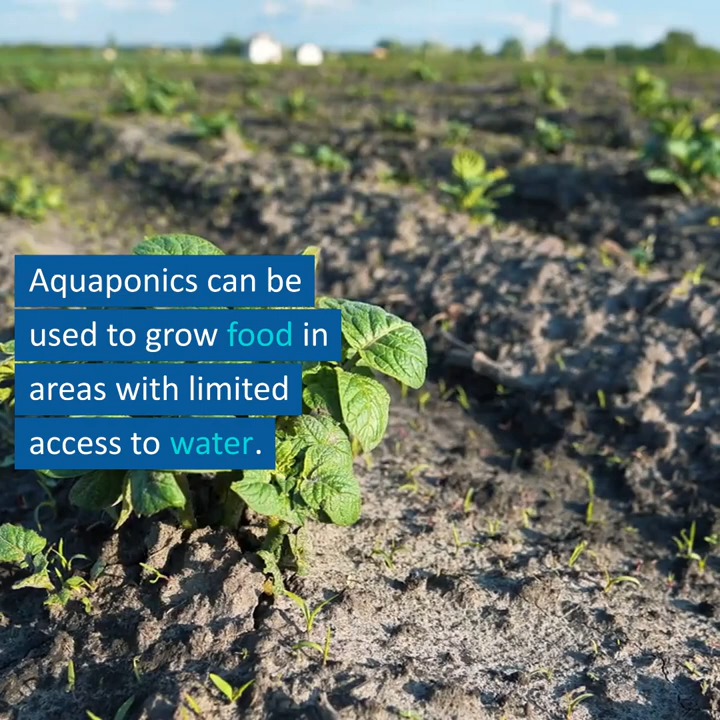 Aquaponics can be
used to grow food in
areas with limited
access to water.